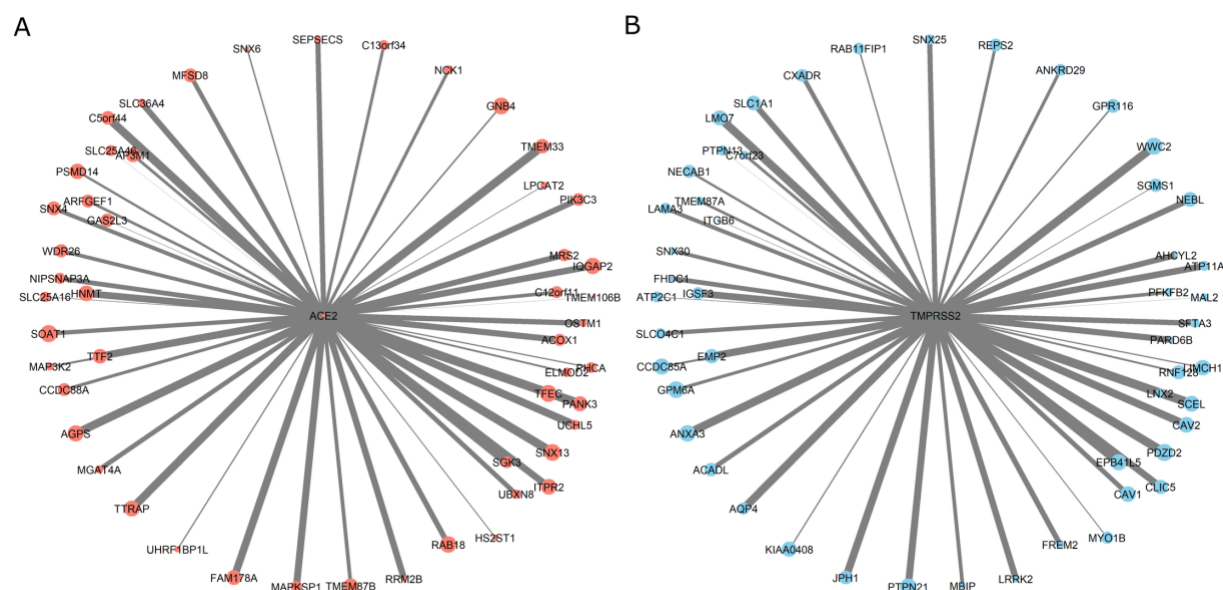 A
SEPSECS
C13orf34
SNX6
NCK1
MFSD8
SLC36A4
GNB4
C5orf44
TMEM33
SLC25A46
AP3M1
PSMD14
LPCAT2
PIK3C3
ARFGEF1
SNX4
GAS2L3
WDR26
MRS2
IQGAP2
NIPSNAP3A
HNMT
C12orf11
SLC25A16
TMEM106B
ACE2
OSTM1
SOAT1
ACOX1
TTF2
MAP3K2
ELMOD2
PHCA
CCDC88A
TFEC
PANK3
UCHL5
AGPS
SNX13
MGAT4A
SGK3
ITPR2
UBXN8
TTRAP
HS2ST1
UHRF1BP1L
RAB18
FAM178A
MAPKSP1
TMEM87B
RRM2B
B
SNX25
REPS2
RAB11FIP1
ANKRD29
CXADR
SLC1A1
GPR116
LMO7
WWC2
PTPN13
C7orf23
NECAB1
SGMS1
NEBL
TMEM87A
LAMA3
ITGB6
SNX30
AHCYL2
ATP11A
FHDC1
IGSF3
PFKFB2
ATP2C1
MAL2
TMPRSS2
SFTA3
SLCO4C1
PARD6B
EMP2
CCDC85A
RNF128
LIMCH1
GPM6A
LNX2
SCEL
CAV2
ANXA3
PDZD2
ACADL
EPB41L5
CLIC5
CAV1
AQP4
MYO1B
KIAA0408
FREM2
JPH1
PTPN21
MBIP
LRRK2